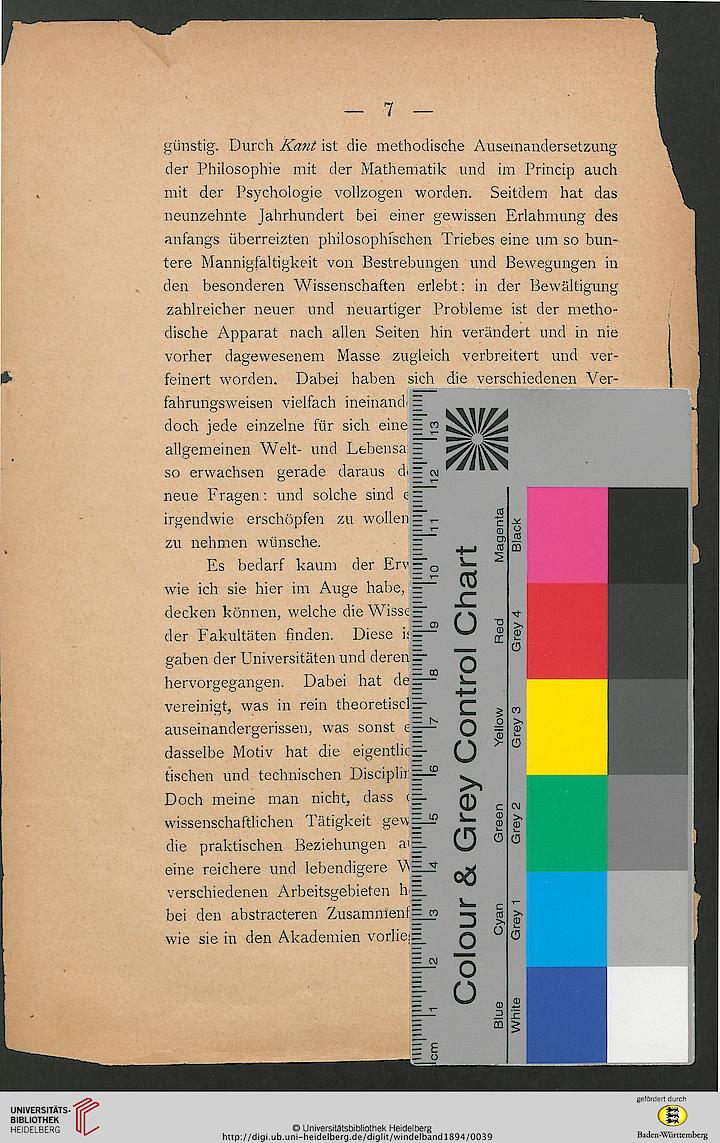 — 7 —
günstig. Durch Kant ist die methodische Auseinandersetzung
der Philosophie mit der Mathematik und im Princip auch
mit der Psychologie vollzogen worden. Seitdem hat das
neunzehnte Jahrhundert bei einer gewissen Erlahmung des
anfangs überreizten philosophischen Triebes eine um so bun-
tere Mannigfaltigkeit von Bestrebungen und Bewegungen in
den besonderen Wissenschaften erlebt: in der Bewältigung
zahlreicher neuer und neuartiger Probleme ist der metho-
dische Apparat nach allen Seiten hin verändert und in nie
vorher dagewesenem Masse zugleich verbreitert und ver-
feinert worden. Dabei haben sich die verschiedenen Ver-
fahrungsweisen vielfach ineinand
doch jede einzelne für sich eine
allgemeinen Welt- und Lebensa
so erwachsen gerade daraus d
neue Fragen: und solche sind
irgendwie erschöpfen zu wollen
zu nehmen wünsche.
Es bedarf kaum der Erw
wie ich sie hier im Auge habe,
decken können, welche die Wisse
der Fakultäten finden. Diese i
gaben der Universitäten und deren
hervorgegangen. Dabei hat de
vereinigt, was in rein theoretisc
auseinandergerissen, was sonst
dasselbe Motiv hat die eigentlic
tischen und technischen Disciplin
Doch meine man nicht, dass
wissenschaftlichen Tätigkeit gew
die praktischen Beziehungen a
eine reichere und lebendigere W
verschiedenen Arbeitsgebieten h
bei den abstracteren Zusammenf
wie sie in den Akademien vorlie
Colour & Grey Control Chart
Blue Cyan Green Yellow Red Magenta
White Grey 1 Grey 2 Grey 3 Grey 4 Black
cm 1 2 3 4 5 6 7 8 9 10 11 12 13
UNIVERSITÄTS-
BIBLIOTHEK
HEIDELBERG
© Universitätsbibliothek Heidelberg
http://digi.ub.uni-heidelberg.de/diglit/windelband1894/0039
gefördert durch
Baden-Württemberg